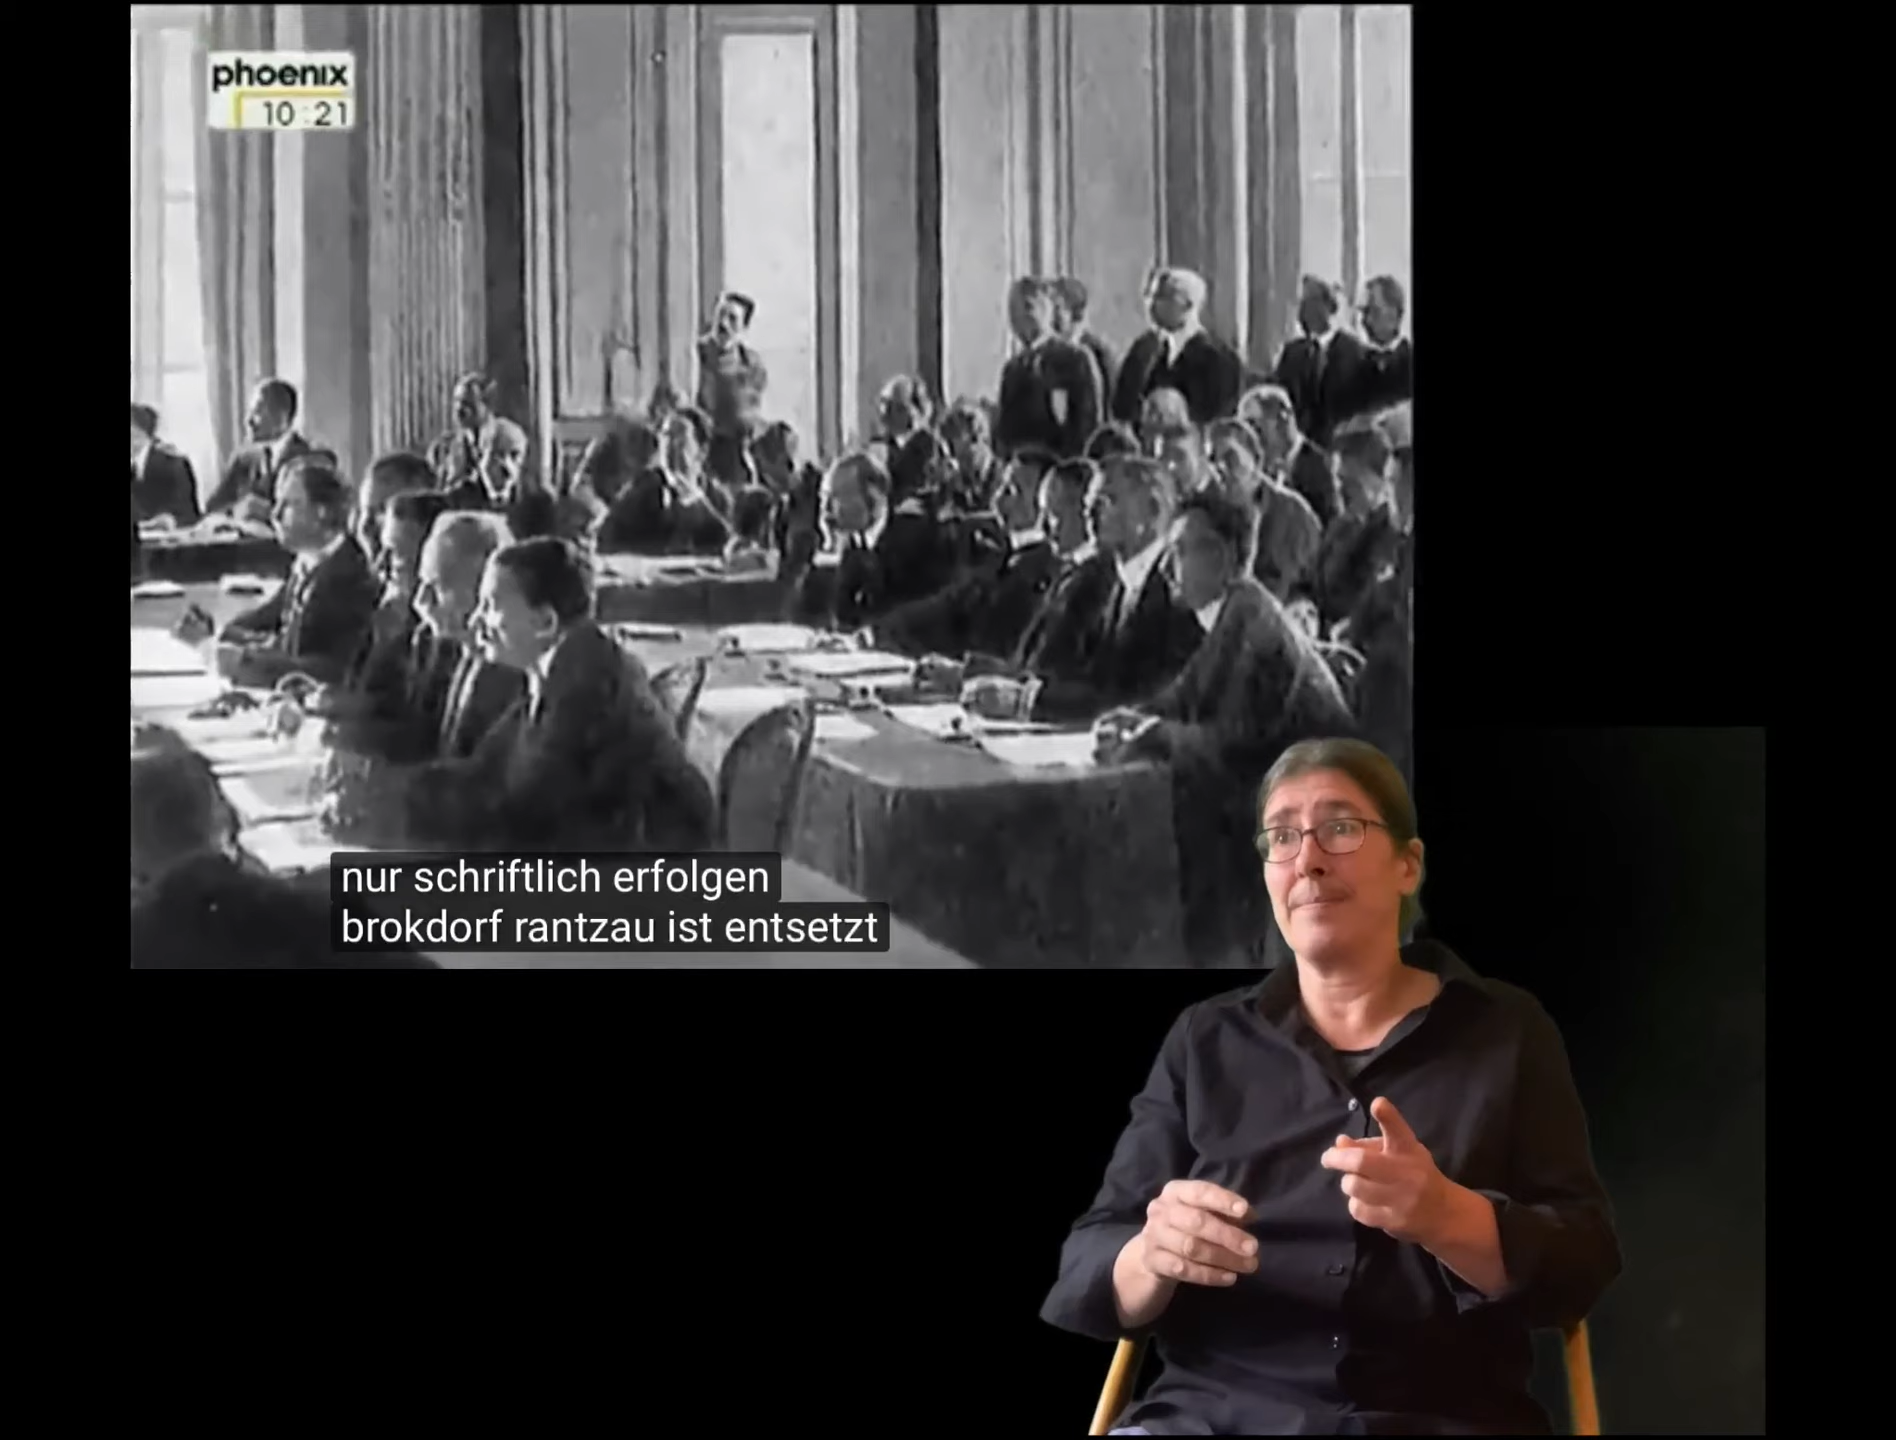 phoenix
10:21
nur schriftlich erfolgen
brokdorf rantzau ist entsetzt